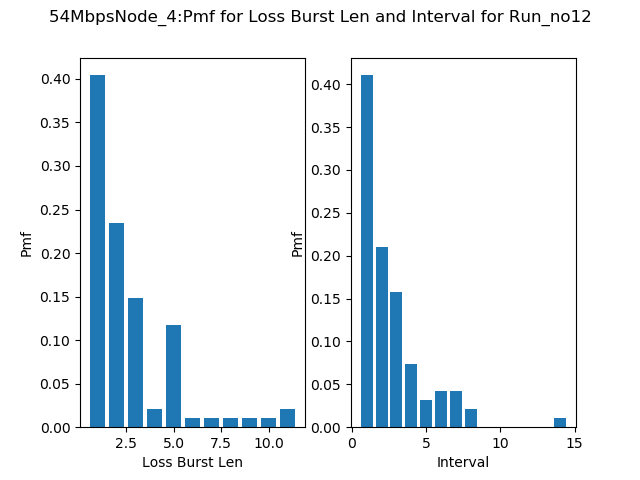 54MbpsNode_4:Pmf for Loss Burst Len and Interval for Run_no12
0.40
0.35
0.30
0.25
0.20
0.15
0.10
0.05
0.00
Pmf
2.5 5.0 7.5 10.0
Loss Burst Len
0.40
0.35
0.30
0.25
0.20
0.15
0.10
0.05
0.00
Pmf
0 5 10 15
Interval